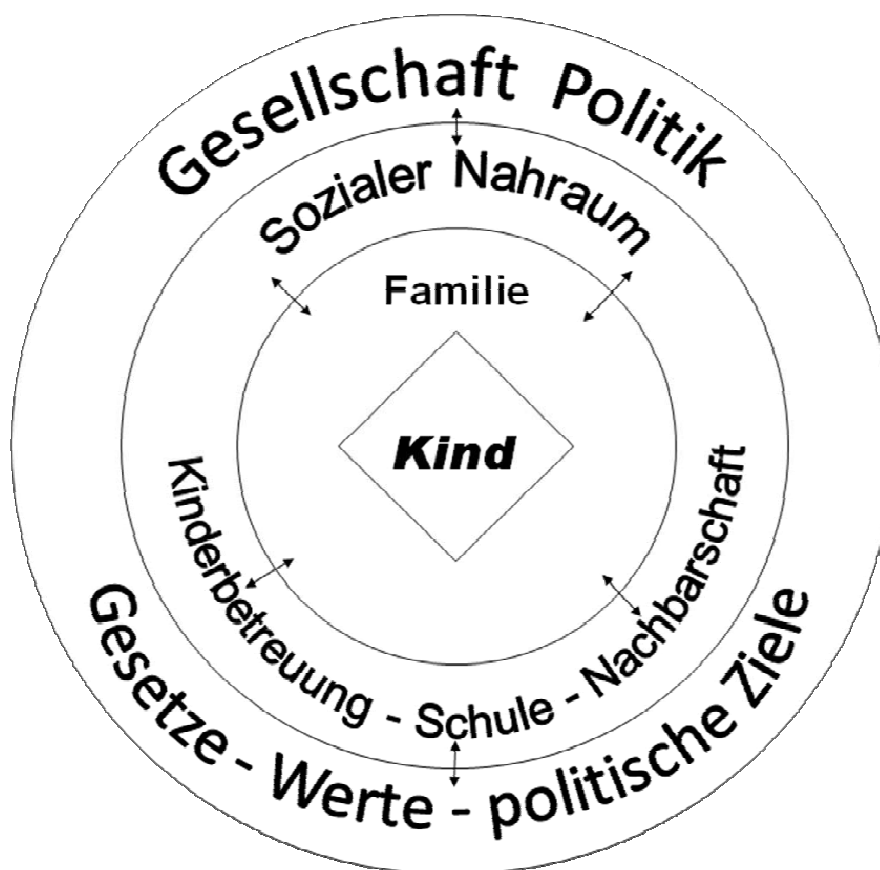 Gesellschaft Politik
Sozialer Nahraum
Familie
Kind
Kinderbetreuung - Schule - Nachbarschaft
Gesetze - Werte - politische Ziele